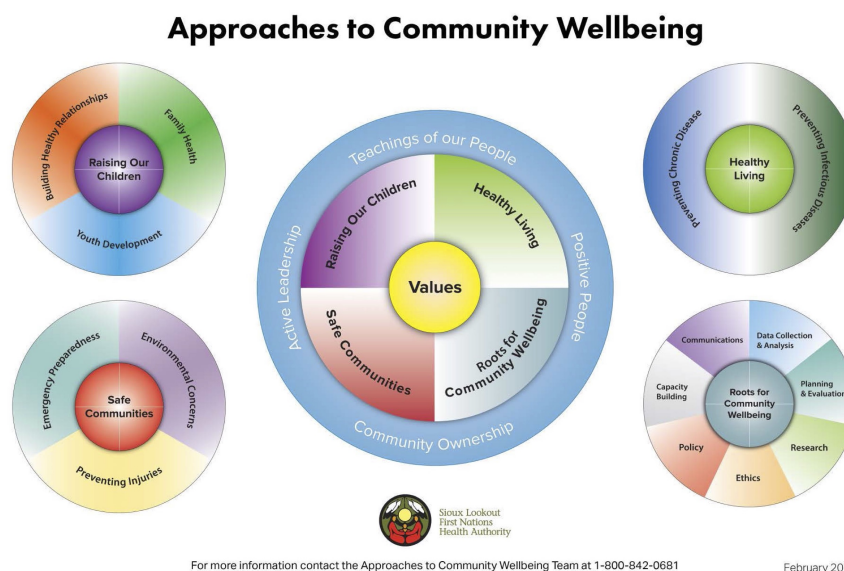 Approaches to Community Wellbeing
Building Healthy Relationships
Family Health
Raising Our
Children
Youth Development
Teachings of our People
Active Leadership
Positive People
Community Ownership
Raising Our Children
Healthy Living
Values
Safe Communities
Roots for
Community Wellbeing
Preventing Chronic Disease
Preventing Infectious Diseases
Healthy
Living
Emergency Preparedness
Environmental Concerns
Safe
Communities
Preventing Injuries
Communications
Data Collection
& Analysis
Capacity
Building
Roots for
Community
Wellbeing
Planning
& Evaluation
Policy
Research
Ethics
Sioux Lookout
First Nations
Health Authority
For more information contact the Approaches to Community Wellbeing Team at 1-800-842-0681
February 20